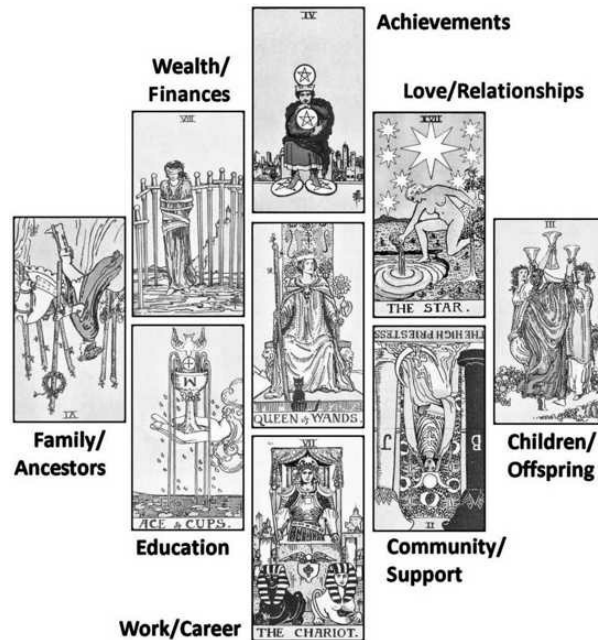 IV
Achievements
Wealth/
Finances
Love/Relationships
VIII
XVII
III
THE STAR.
THE HIGH PRIESTESS
QUEEN of WANDS.
VI
Family/
Ancestors
VII
J
B
Children/
Offspring
ACE of CUPS.
II
Education
Community/
Support
Work/Career
THE CHARIOT.